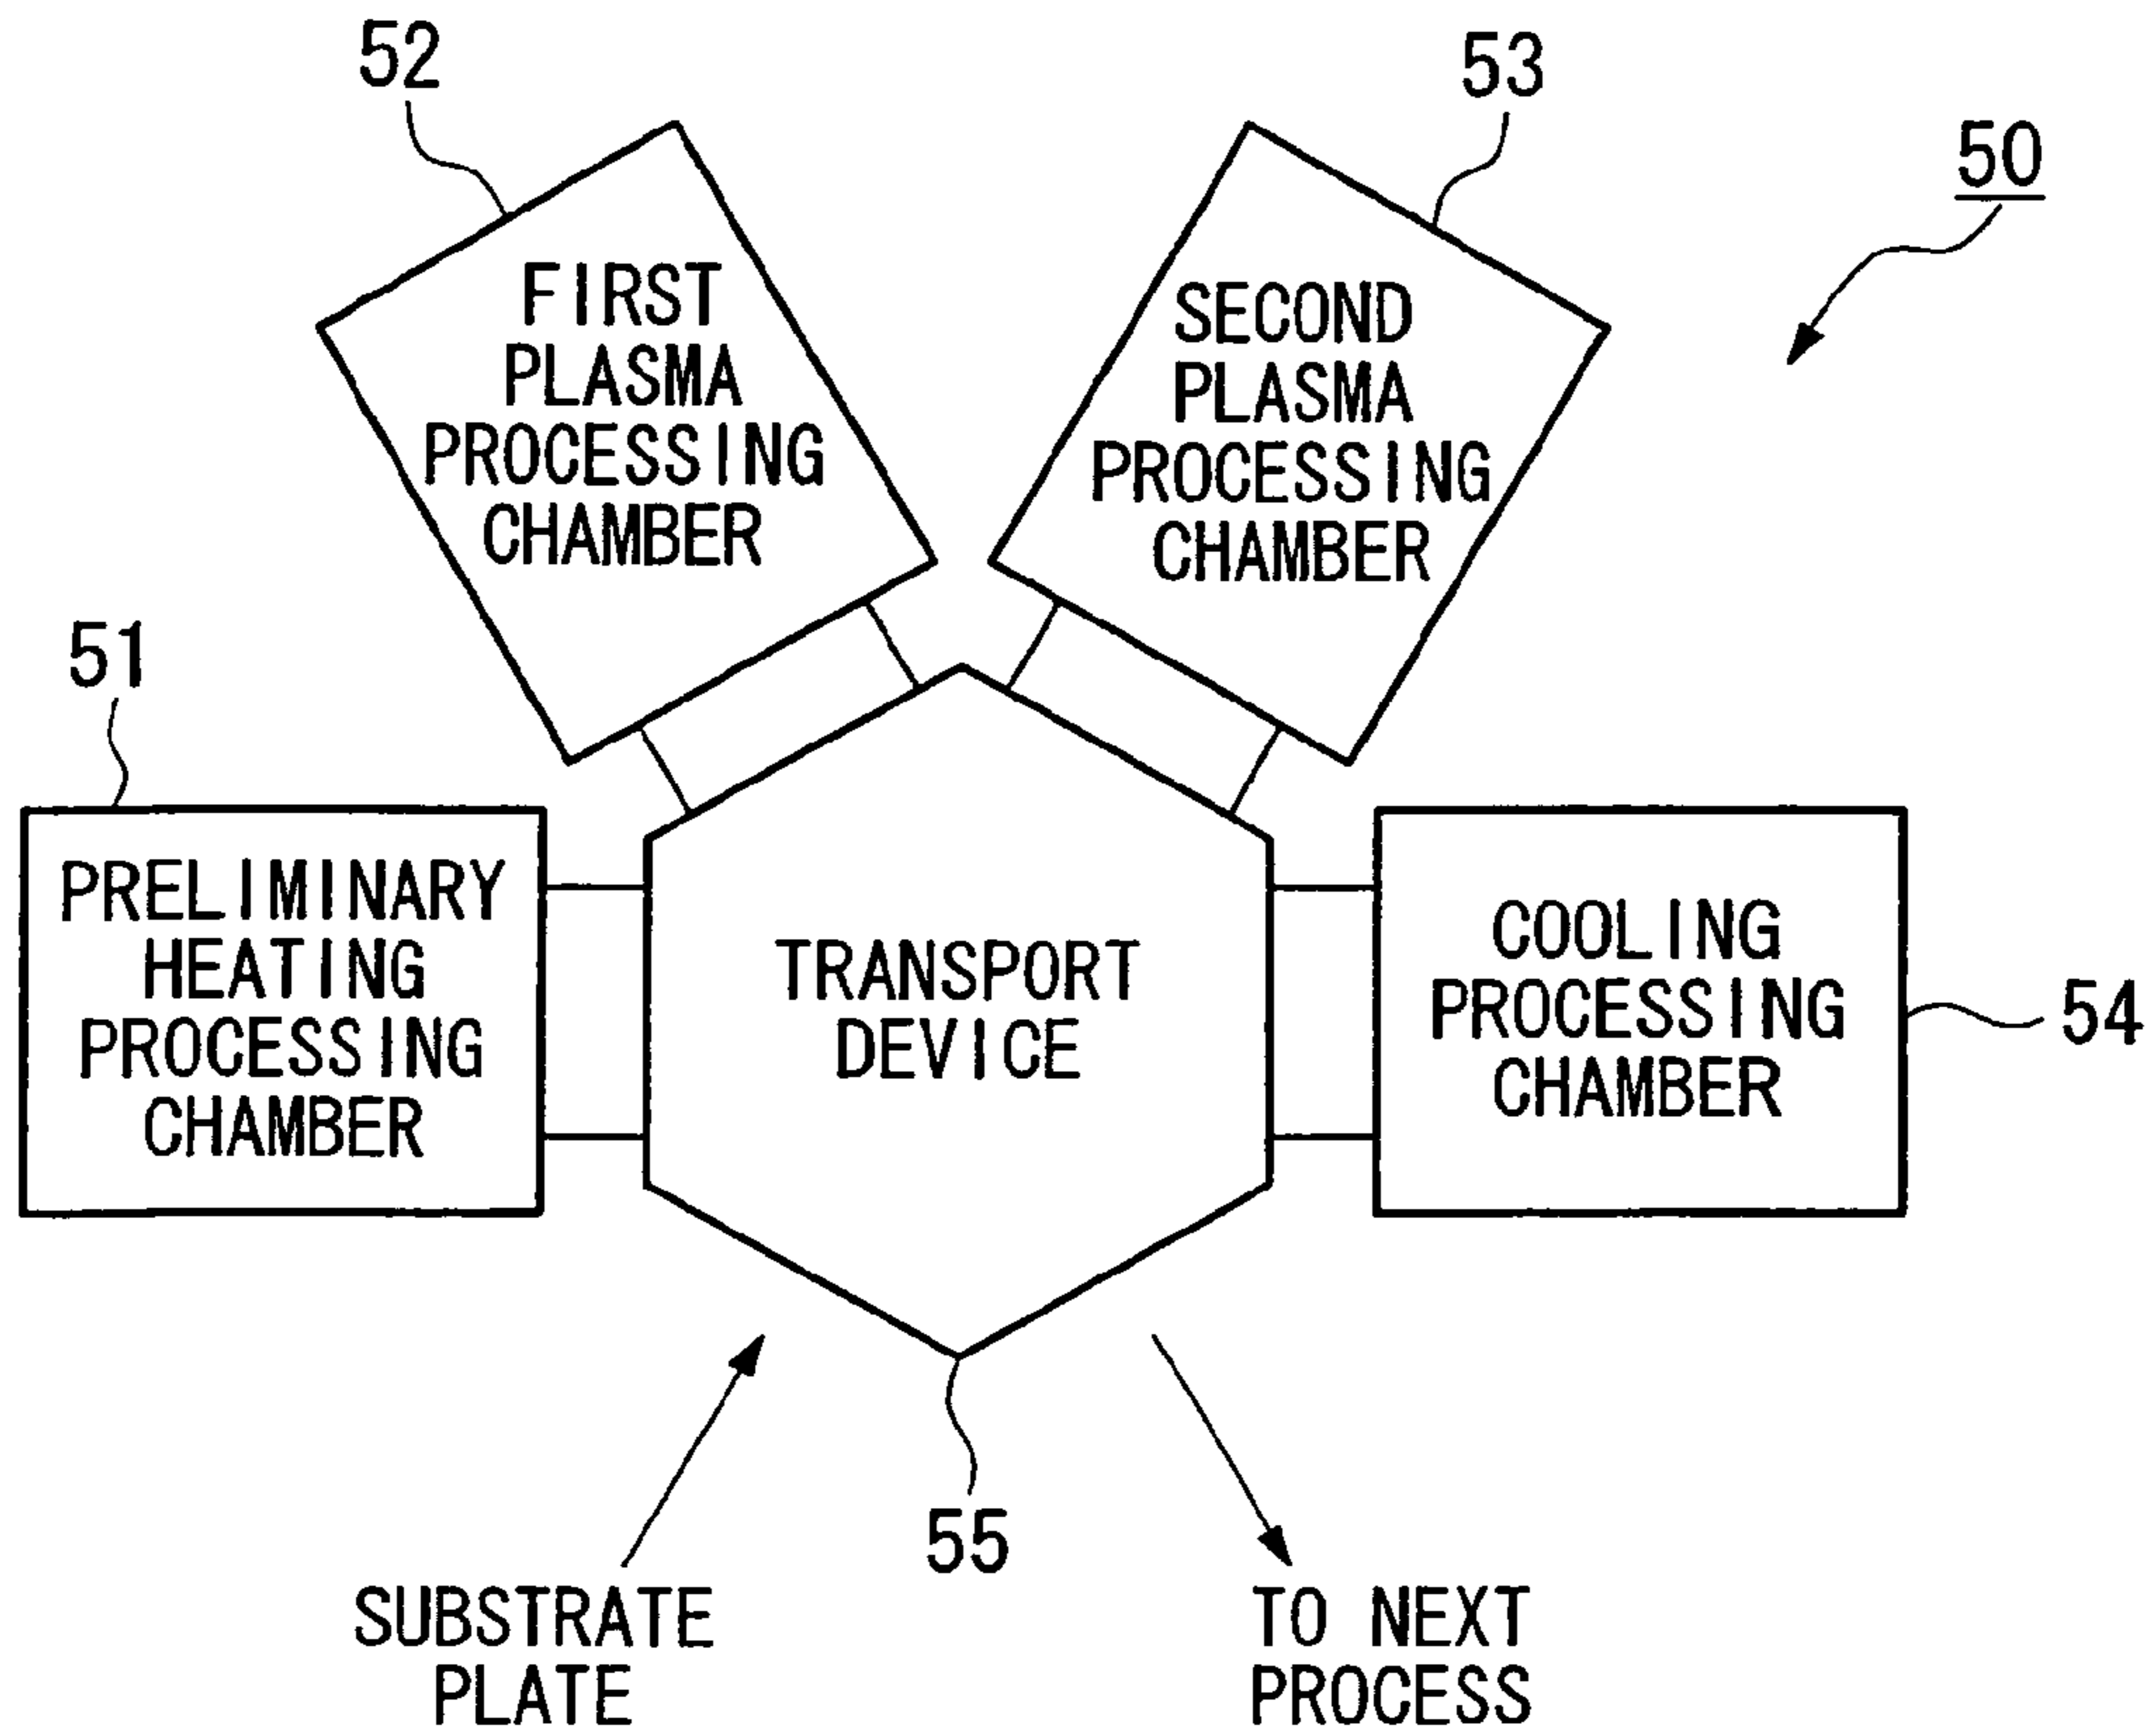 52
53
50
FIRST
PLASMA
PROCESSING
CHAMBER
SECOND
PLASMA
PROCESSING
CHAMBER
51
PRELIMINARY
HEATING
PROCESSING
CHAMBER
TRANSPORT
DEVICE
COOLING
PROCESSING
CHAMBER
54
55
SUBSTRATE
PLATE
TO NEXT
PROCESS